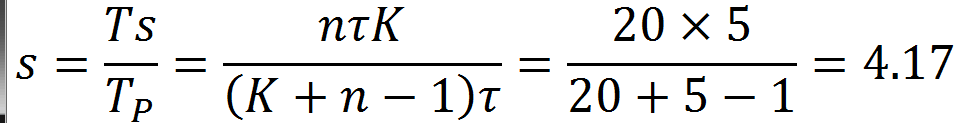 s = Ts / T_P = nτK / (K + n − 1)τ = 20 × 5 / 20 + 5 − 1 = 4.17